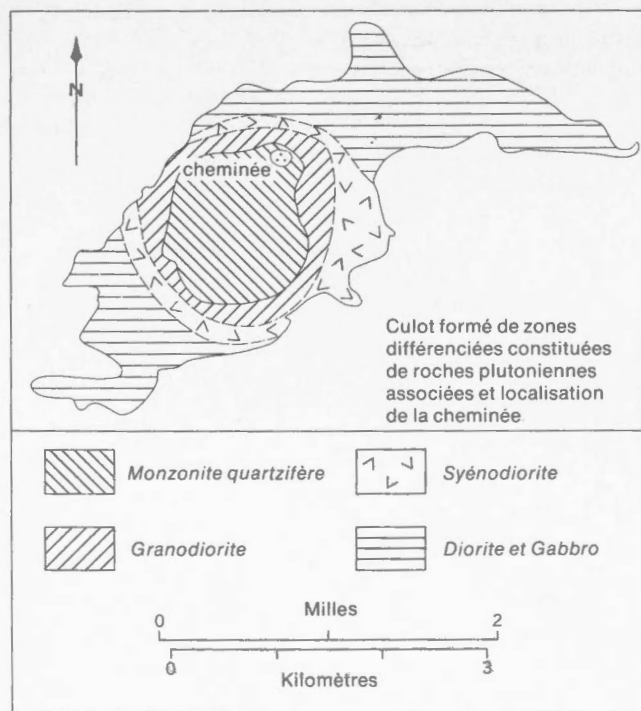 N
cheminée
Culot formé de zones
différenciées constituées
de roches plutoniennes
associées et localisation
de la cheminée
Monzonite quartzifère
Syénodiorite
Granodiorite
Diorite et Gabbro
Milles
0 2
0 3
Kilomètres